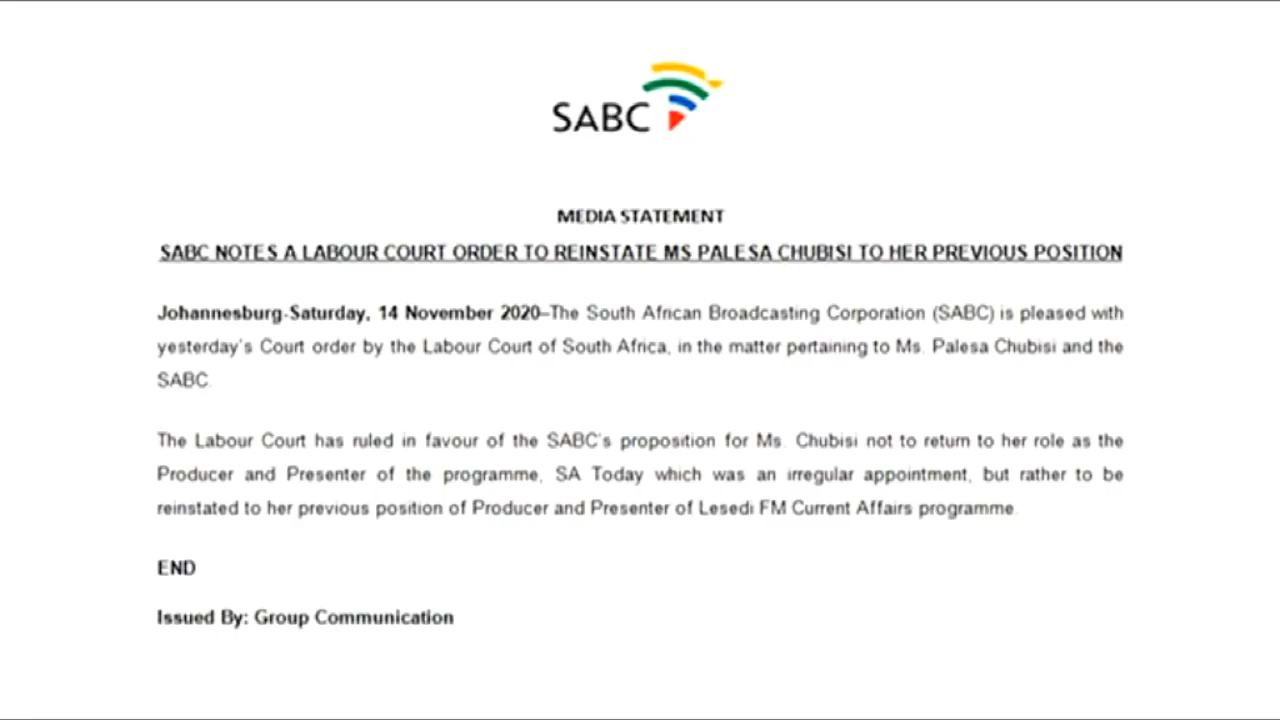 SABC
MEDIA STATEMENT
SABC NOTES A LABOUR COURT ORDER TO REINSTATE MS PALESA CHUBISI TO HER PREVIOUS POSITION
Johannesburg-Saturday, 14 November 2020–The South African Broadcasting Corporation (SABC) is pleased with
yesterday's Court order by the Labour Court of South Africa, in the matter pertaining to Ms. Palesa Chubisi and the
SABC.
The Labour Court has ruled in favour of the SABC's proposition for Ms. Chubisi not to return to her role as the
Producer and Presenter of the programme, SA Today which was an irregular appointment, but rather to be
reinstated to her previous position of Producer and Presenter of Lesedi FM Current Affairs programme.
END
Issued By: Group Communication